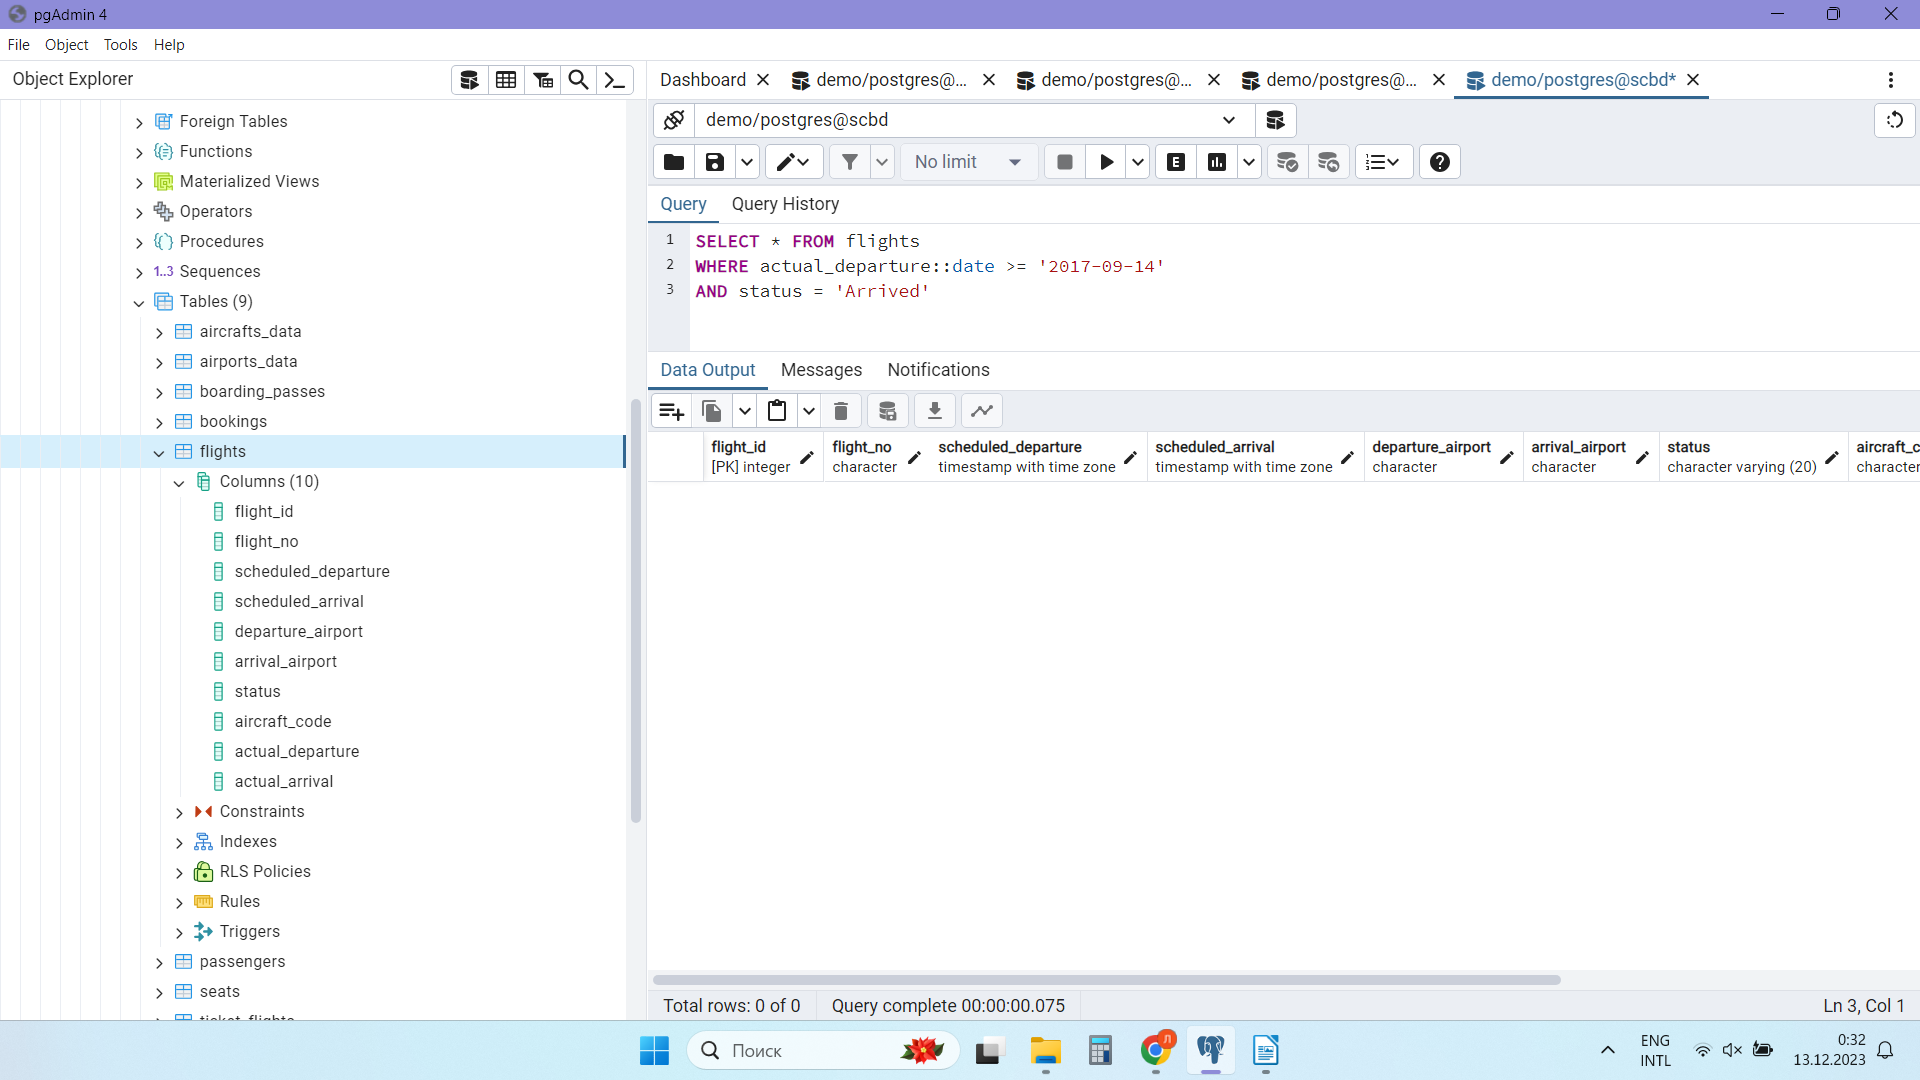 pgAdmin 4
File Object Tools Help
Object Explorer
Foreign Tables
Functions
Materialized Views
Operators
Procedures
1..3 Sequences
Tables (9)
aircrafts_data
airports_data
boarding_passes
bookings
flights
Columns (10)
flight_id
flight_no
scheduled_departure
scheduled_arrival
departure_airport
arrival_airport
status
aircraft_code
actual_departure
actual_arrival
Constraints
Indexes
RLS Policies
Rules
Triggers
passengers
seats
ticket_flights
Dashboard demo/postgres@... demo/postgres@... demo/postgres@... demo/postgres@scbd*
demo/postgres@scbd
No limit E
Query Query History
1 SELECT * FROM flights
2 WHERE actual_departure::date >= '2017-09-14'
3 AND status = 'Arrived'
Data Output Messages Notifications
flight_id flight_no scheduled_departure scheduled_arrival departure_airport arrival_airport status aircraft_c
[PK] integer character timestamp with time zone timestamp with time zone character character character varying (20) character
Total rows: 0 of 0 Query complete 00:00:00.075 Ln 3, Col 1
Поиск Л
ENG
INTL
0:32
13.12.2023